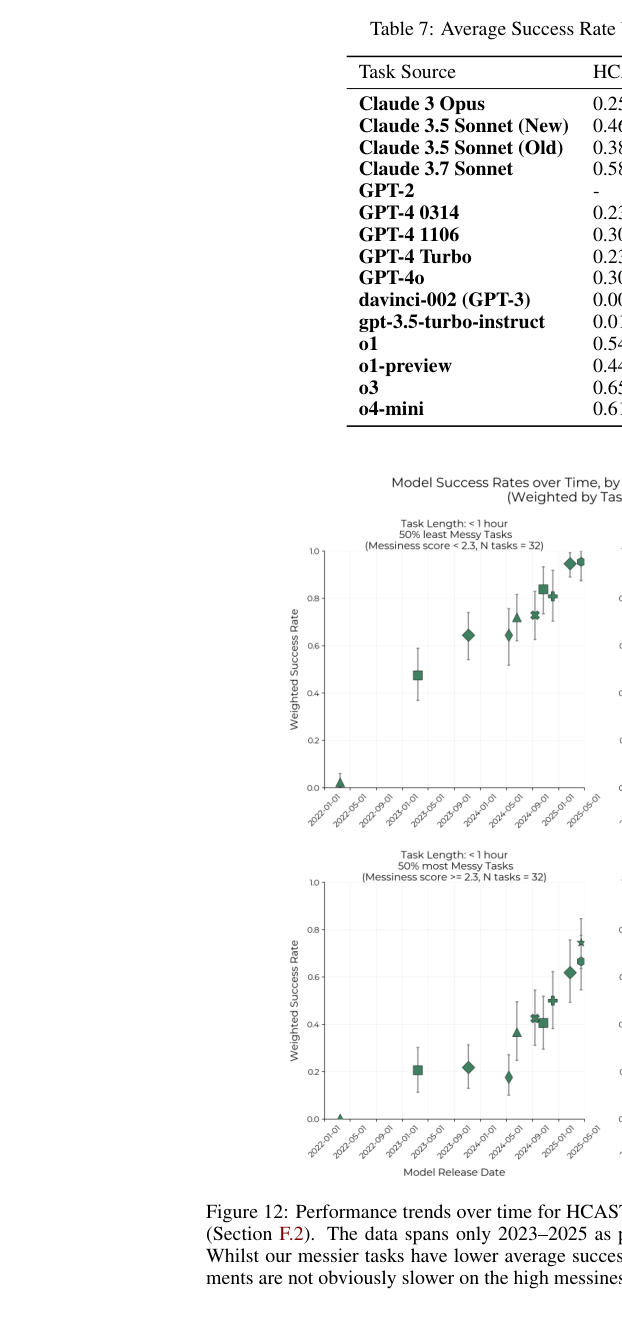 Table 7: Average Success Rate
Task Source
Claude 3 Opus 0.25
Claude 3.5 Sonnet (New) 0.46
Claude 3.5 Sonnet (Old) 0.38
Claude 3.7 Sonnet 0.58
GPT-2 -
GPT-4 0314 0.23
GPT-4 1106 0.30
GPT-4 Turbo 0.23
GPT-4o 0.30
davinci-002 (GPT-3) 0.00
gpt-3.5-turbo-instruct 0.01
o1 0.54
o1-preview 0.44
o3 0.65
o4-mini 0.61
Model Success Rates over Time, by
(Weighted by
Task Length: < 1 hour
50% least Messy Tasks
(Messiness score < 2.3, N tasks = 32)
Weighted Success Rate
1.0
0.8
0.6
0.4
0.2
0.0
2022-01-01 2022-05-01 2022-09-01 2023-01-01 2023-05-01 2023-09-01 2024-01-01 2024-05-01 2024-09-01 2025-01-01 2025-05-01
Task Length: < 1 hour
50% most Messy Tasks
(Messiness score >= 2.3, N tasks = 32)
Weighted Success Rate
1.0
0.8
0.6
0.4
0.2
0.0
2022-01-01 2022-05-01 2022-09-01 2023-01-01 2023-05-01 2023-09-01 2024-01-01 2024-05-01 2024-09-01 2025-01-01 2025-05-01
Model Release Date
Figure 12: Performance trends over time for HCAST
(Section F.2). The data spans only 2023–2025 as
Whilst our messier tasks have lower average
ments are not obviously slower on the high